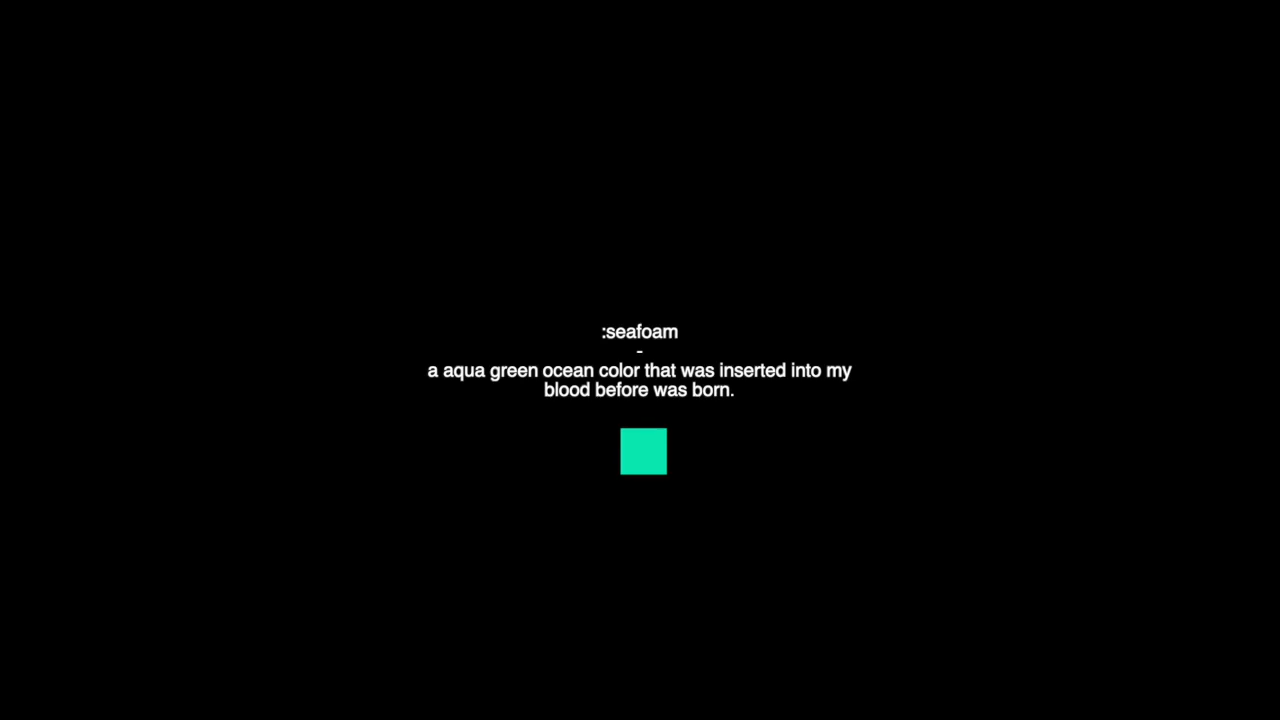 :seafoam
-
a aqua green ocean color that was inserted into my
blood before was born.